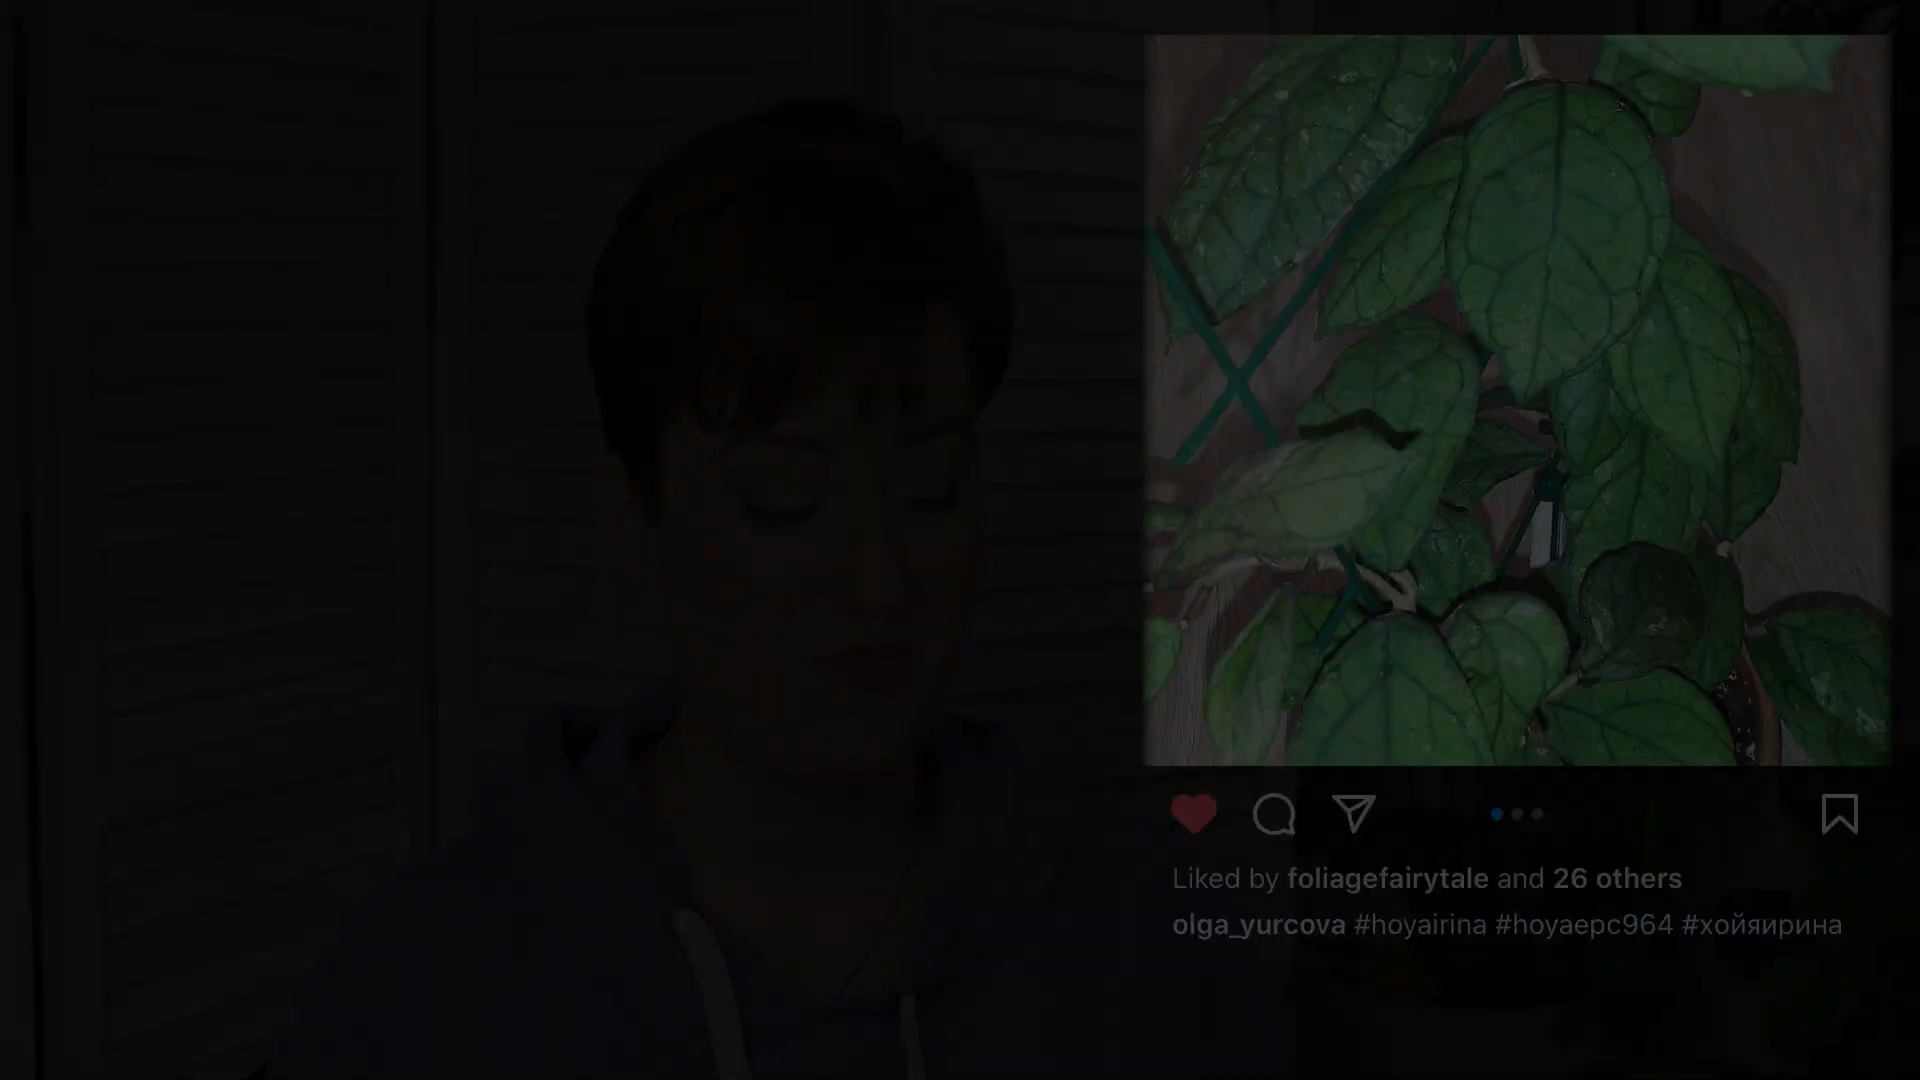 Liked by foliagefairytale and 26 others
olga_yurcova #hoyairina #hoyaepc964 #хойяирина